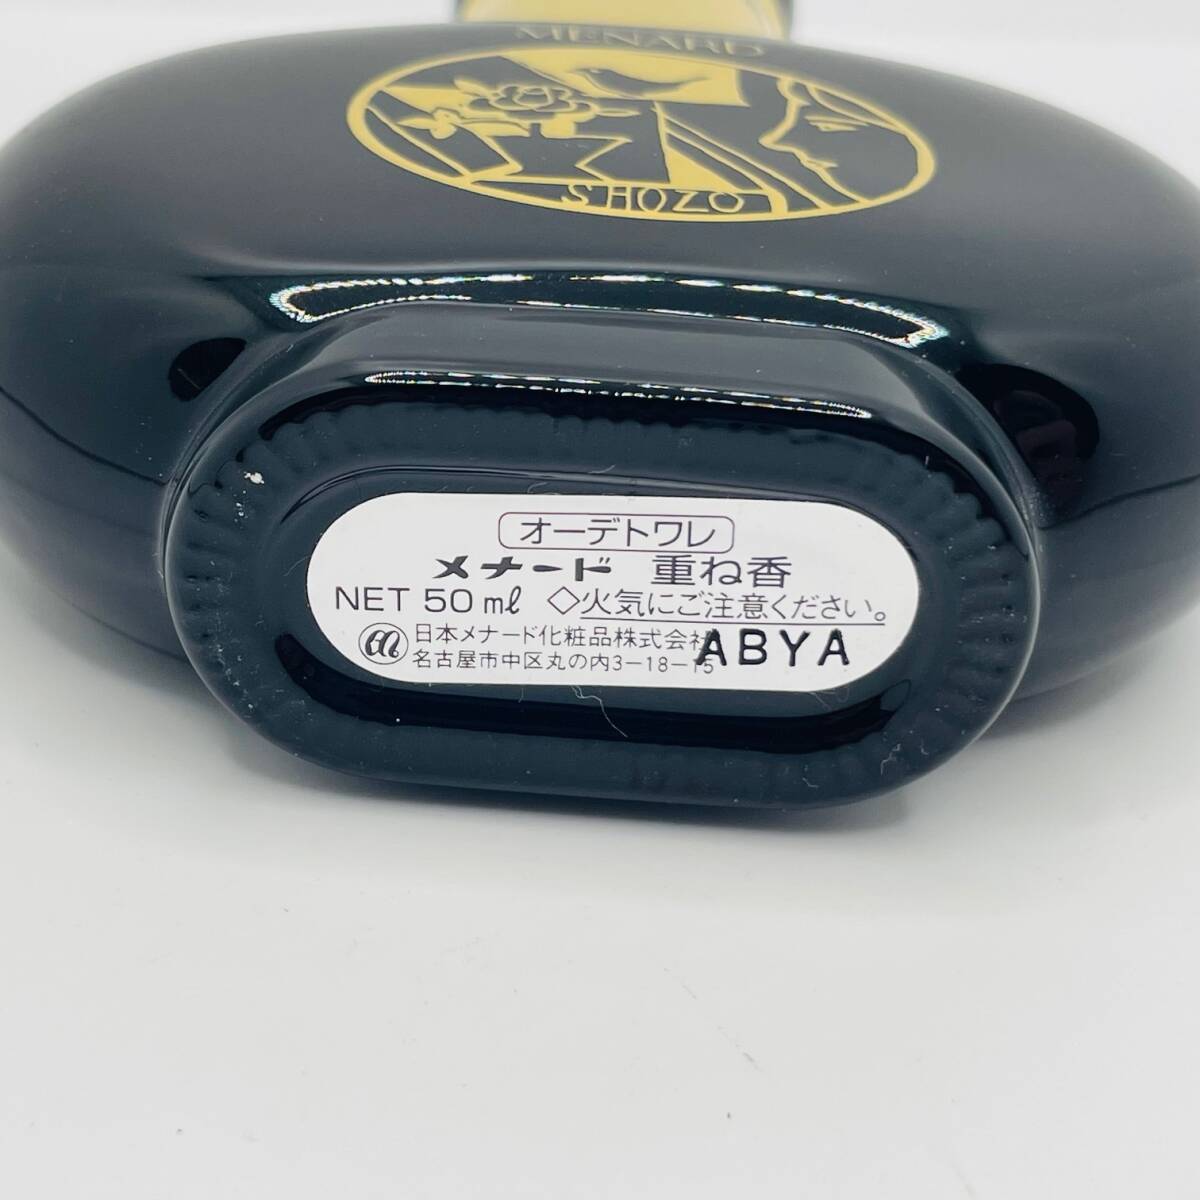 MENARD
SHOZO
オーデトワレ
メナード 重ね香
NET 50 ㎖ ◇火気にご注意ください。
日本メナード化粧品株式会社
名古屋市中区丸の内3-18-15
ABYA